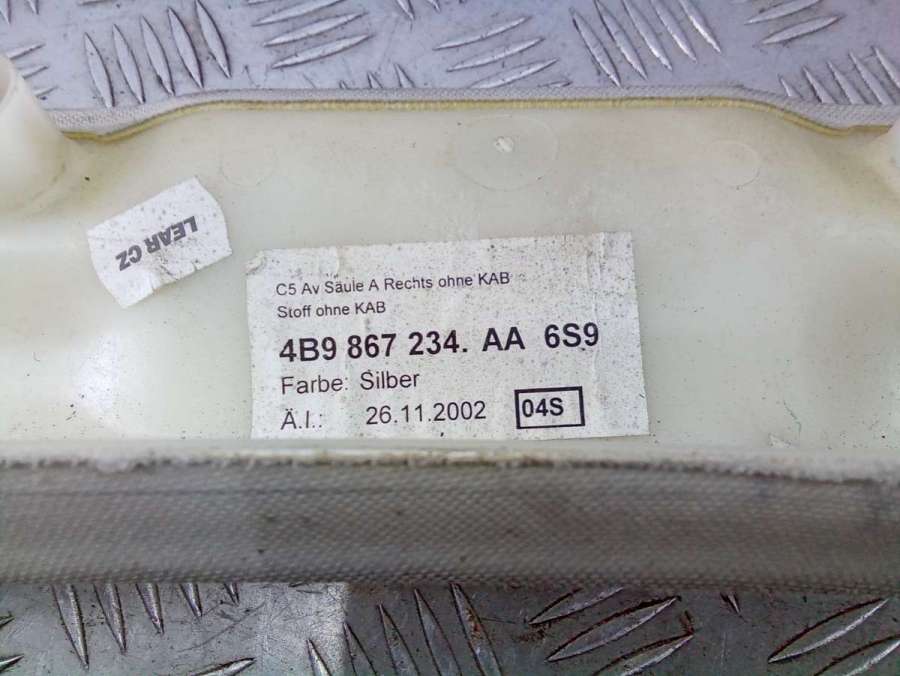 LEAR CZ
C5 Av Säule A Rechts ohne KAB
Stoff ohne KAB
4B9 867 234. AA 6S9
Farbe: Silber
Ä.I.: 26.11.2002 04S